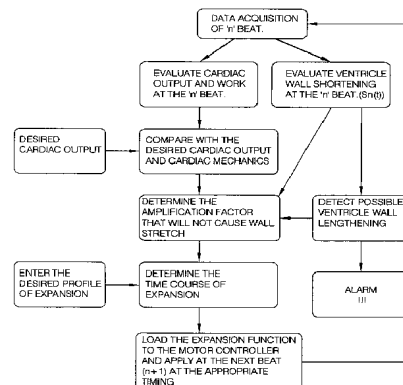 DATA ACQUISITION
OF 'n' BEAT.
EVALUATE CARDIAC
OUTPUT AND WORK
AT THE 'n' BEAT.
EVALUATE VENTRICLE
WALL SHORTENING
AT THE 'n' BEAT.(Sn(t))
DESIRED
CARDIAC OUTPUT
COMPARE WITH THE
DESIRED CARDIAC OUTPUT
AND CARDIAC MECHANICS
DETERMINE THE
AMPLIFICATION FACTOR
THAT WILL NOT CAUSE WALL
STRETCH
DETECT POSSIBLE
VENTRICLE WALL
LENGTHENING
ENTER THE
DESIRED PROFILE
OF EXPANSION
DETERMINE THE
TIME COURSE OF
EXPANSION
ALARM
!!!
LOAD THE EXPANSION FUNCTION
TO THE MOTOR CONTROLLER
AND APPLY AT THE NEXT BEAT
(n+1) AT THE APPROPRIATE
TIMING